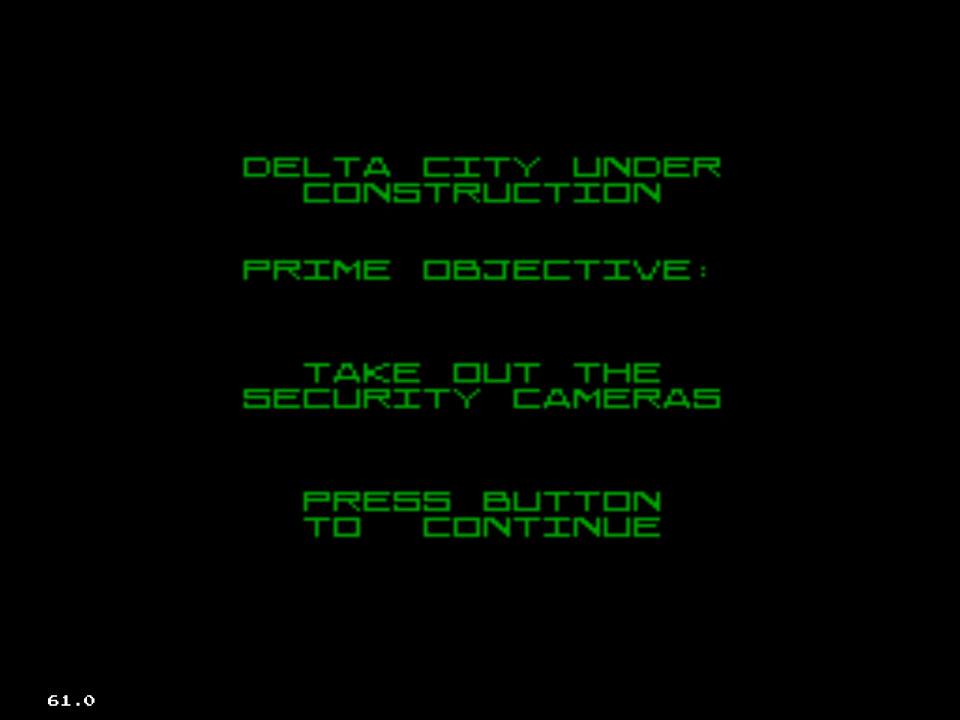 DELTA CITY UNDER
CONSTRUCTION
PRIME OBJECTIVE:
TAKE OUT THE
SECURITY CAMERAS
PRESS BUTTON
TO CONTINUE
61.0